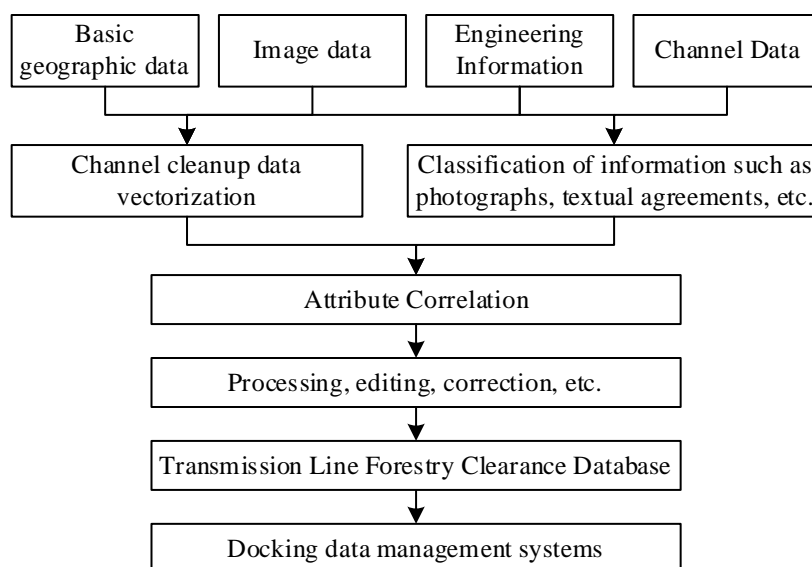 Basic
geographic data
Image data
Engineering
Information
Channel Data
Channel cleanup data
vectorization
Classification of information such as
photographs, textual agreements, etc.
Attribute Correlation
Processing, editing, correction, etc.
Transmission Line Forestry Clearance Database
Docking data management systems